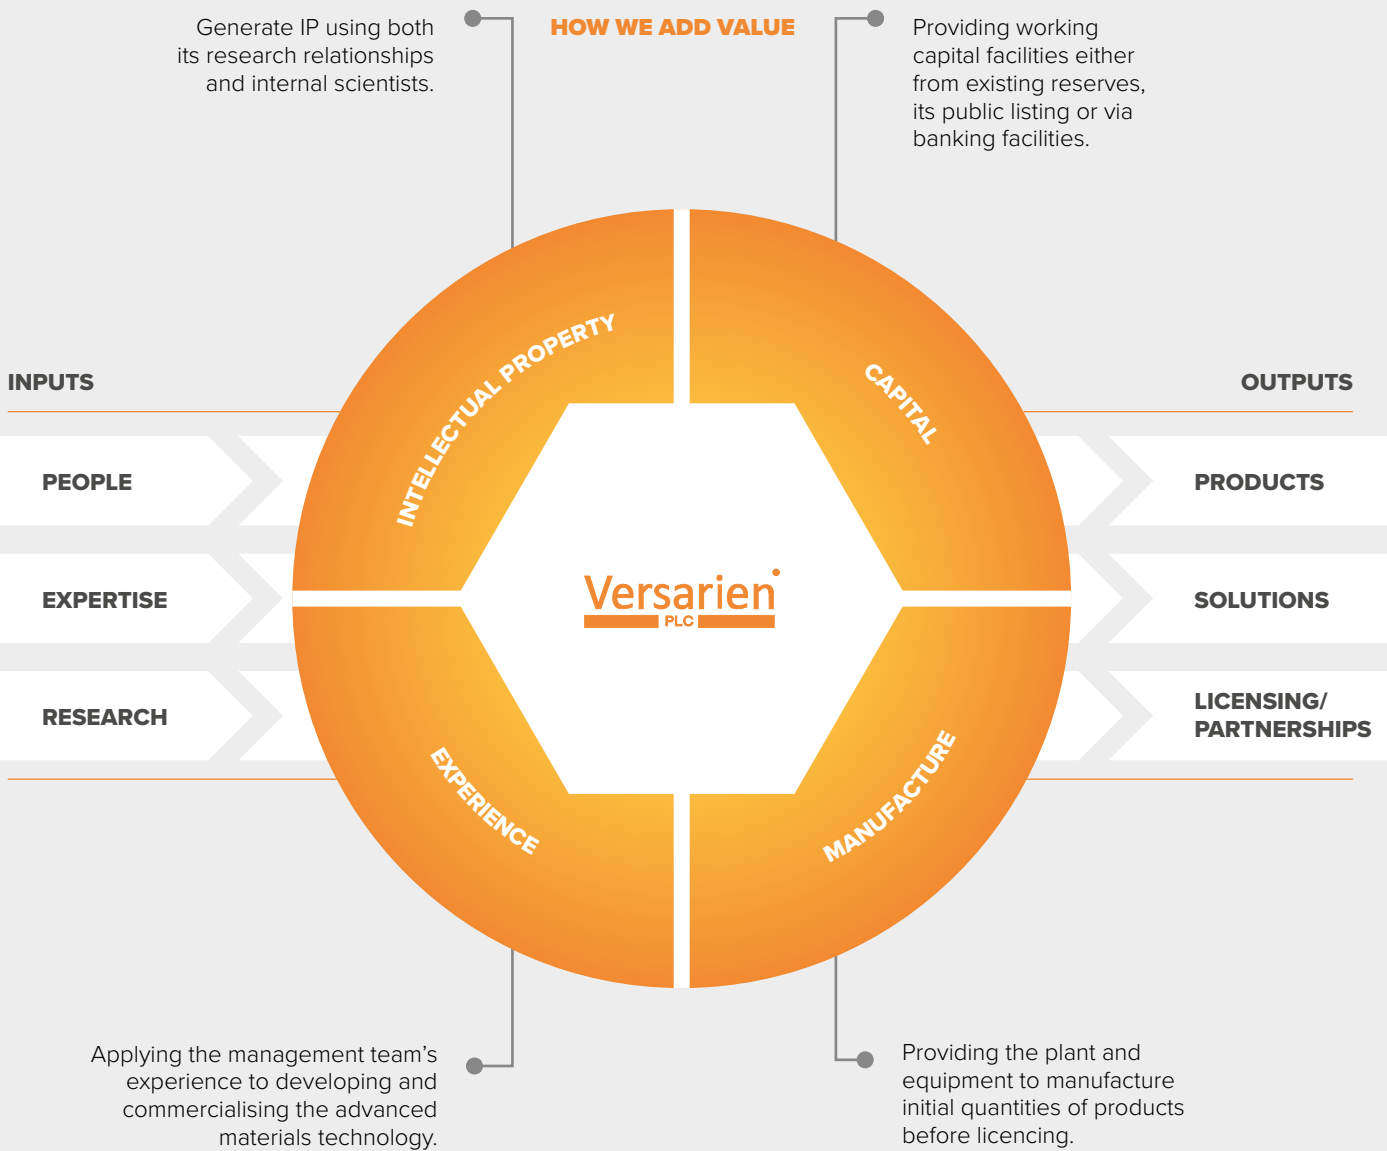 HOW WE ADD VALUE
Generate IP using both
its research relationships
and internal scientists.
Providing working
capital facilities either
from existing reserves,
its public listing or via
banking facilities.
INTELLECTUAL PROPERTY
CAPITAL
INPUTS
PEOPLE
EXPERTISE
RESEARCH
Versarien
PLC
OUTPUTS
PRODUCTS
SOLUTIONS
LICENSING/
PARTNERSHIPS
EXPERIENCE
MANUFACTURE
Applying the management team’s
experience to developing and
commercialising the advanced
materials technology.
Providing the plant and
equipment to manufacture
initial quantities of products
before licencing.